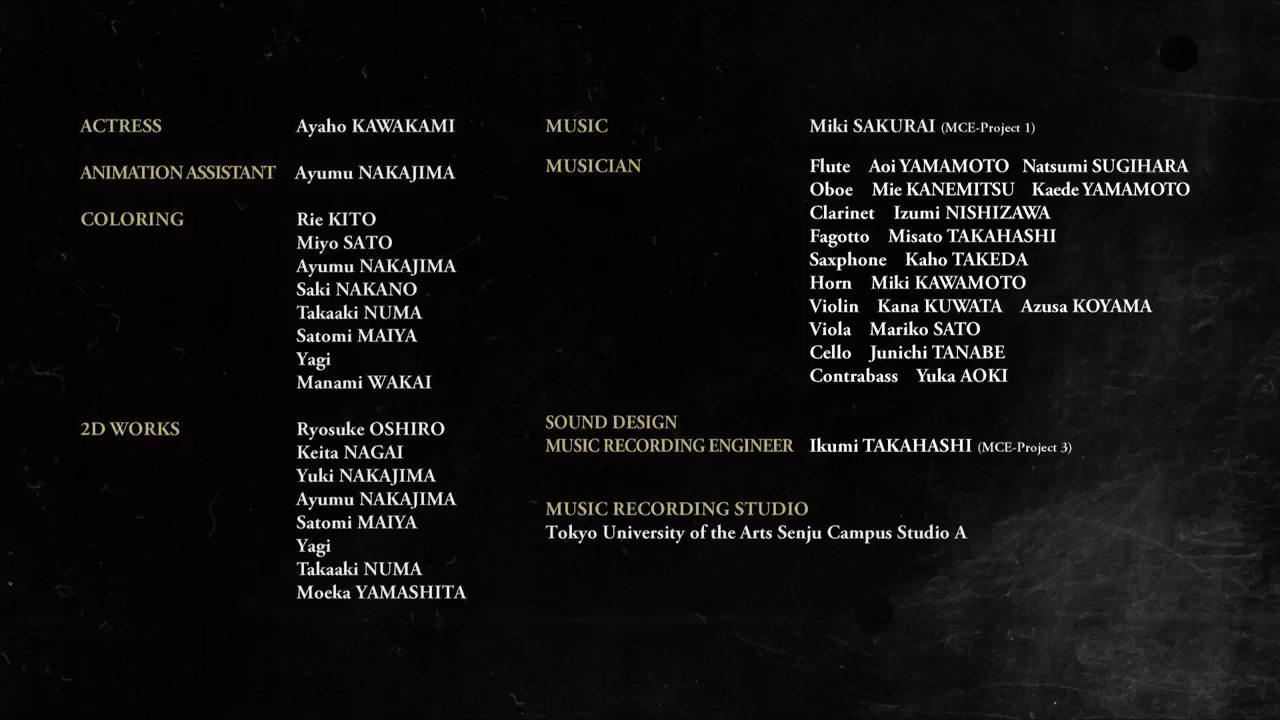 ACTRESS Ayaho KAWAKAMI
ANIMATION ASSISTANT Ayumu NAKAJIMA
COLORING Rie KITO
Miyo SATO
Ayumu NAKAJIMA
Saki NAKANO
Takaaki NUMA
Satomi MAIYA
Yagi
Manami WAKAI
2D WORKS Ryosuke OSHIRO
Keita NAGAI
Yuki NAKAJIMA
Ayumu NAKAJIMA
Satomi MAIYA
Yagi
Takaaki NUMA
Moeka YAMASHITA
MUSIC Miki SAKURAI (MCE-Project 1)
MUSICIAN Flute Aoi YAMAMOTO Natsumi SUGIHARA
Oboe Mie KANEMITSU Kaede YAMAMOTO
Clarinet Izumi NISHIZAWA
Fagotto Misato TAKAHASHI
Saxphone Kaho TAKEDA
Horn Miki KAWAMOTO
Violin Kana KUWATA Azusa KOYAMA
Viola Mariko SATO
Cello Junichi TANABE
Contrabass Yuka AOKI
SOUND DESIGN
MUSIC RECORDING ENGINEER Ikumi TAKAHASHI (MCE-Project 3)
MUSIC RECORDING STUDIO
Tokyo University of the Arts Senju Campus Studio A